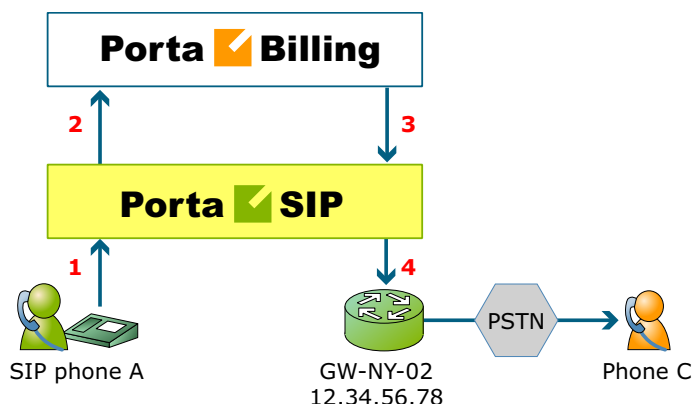 Porta Billing
2
3
Porta SIP
1
4
PSTN
SIP phone A
GW-NY-02
12.34.56.78
Phone C